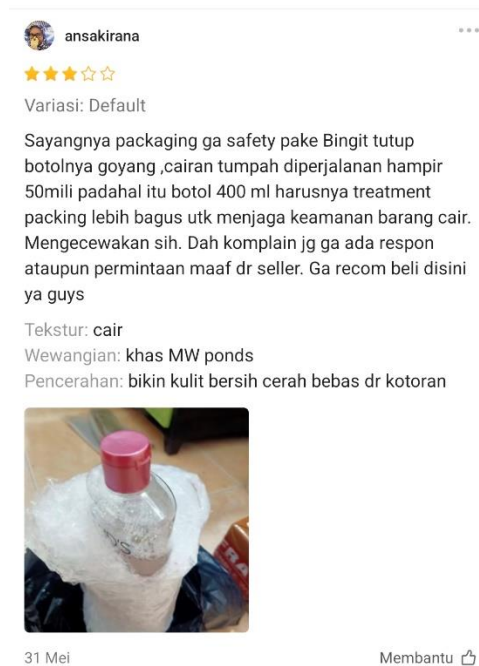 ansakirana
Variasi: Default
Sayangnya packaging ga safety pake Bingit tutup
botolnya goyang ,cairan tumpah diperjalanan hampir
50mili padahal itu botol 400 ml harusnya treatment
packing lebih bagus utk menjaga keamanan barang cair.
Mengecewakan sih. Dah komplain jg ga ada respon
ataupun permintaan maaf dr seller. Ga recom beli disini
ya guys
Tekstur: cair
Wewangian: khas MW ponds
Pencerahan: bikin kulit bersih cerah bebas dr kotoran
31 Mei
Membantu